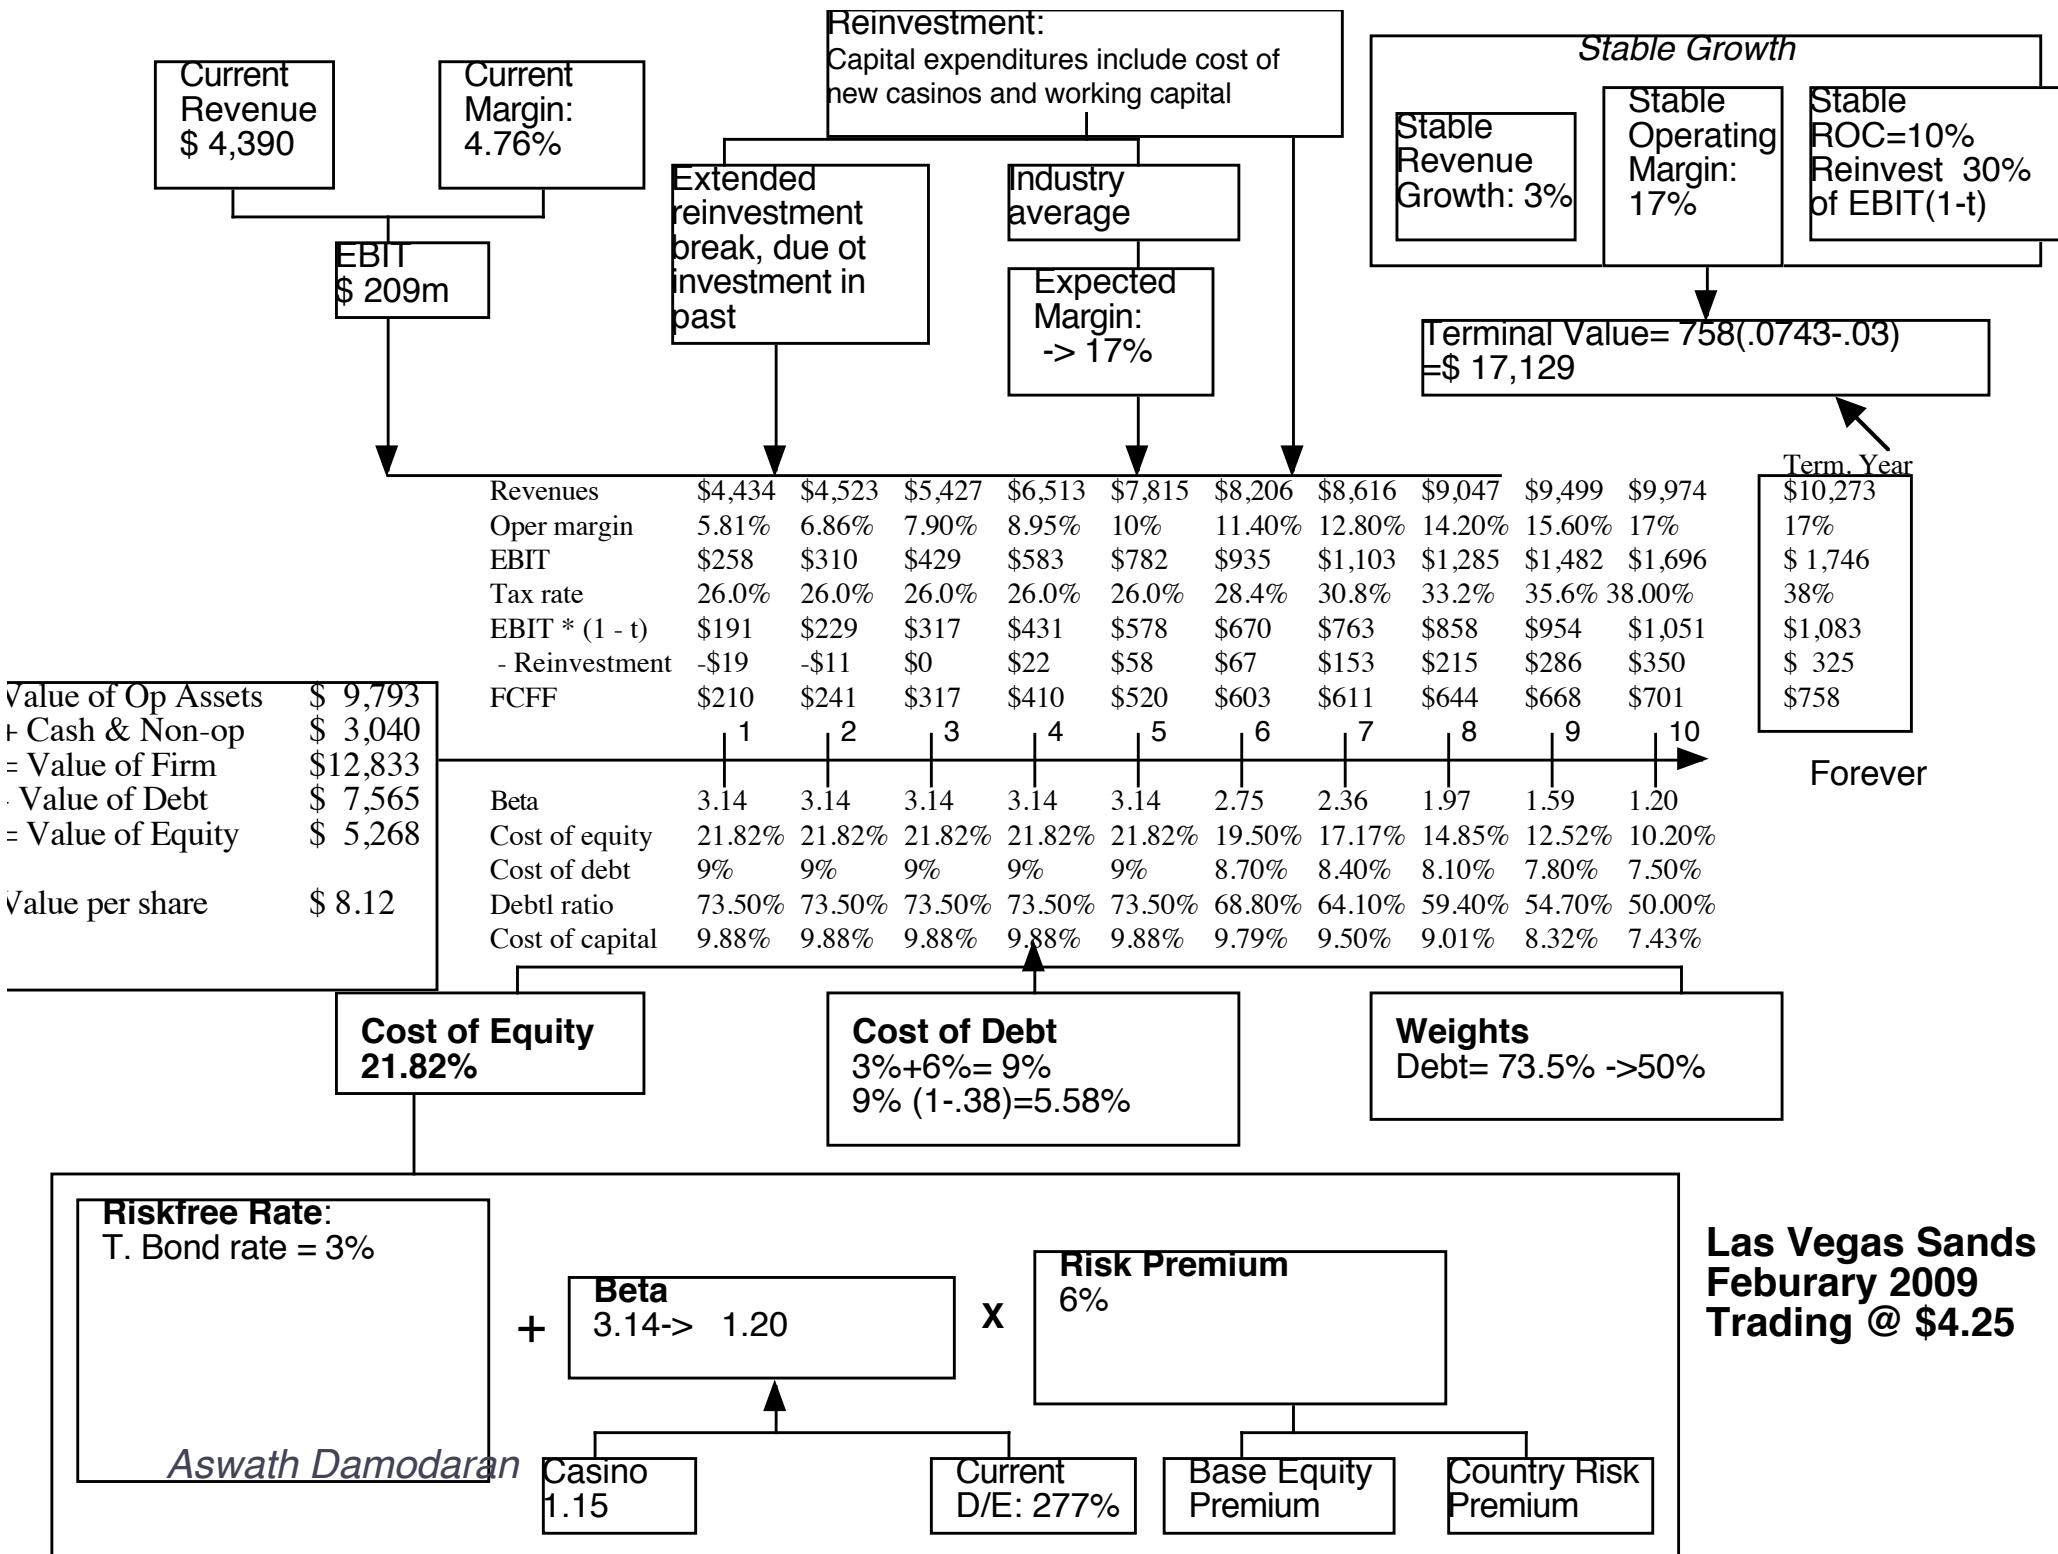 Reinvestment:
Capital expenditures include cost of
new casinos and working capital
Stable Growth
Current
Revenue
$ 4,390
Current
Margin:
4.76%
Stable
Revenue
Growth: 3%
Stable
Operating
Margin:
17%
Stable
ROC=10%
Reinvest 30%
of EBIT(1-t)
Extended
reinvestment
break, due ot
investment in
past
Industry
average
EBIT
$ 209m
Expected
Margin:
-> 17%
Terminal Value= 758(.0743-.03)
=$ 17,129
Term. Year
Revenues $4,434 $4,523 $5,427 $6,513 $7,815 $8,206 $8,616 $9,047 $9,499 $9,974 $10,273
Oper margin 5.81% 6.86% 7.90% 8.95% 10% 11.40% 12.80% 14.20% 15.60% 17% 17%
EBIT $258 $310 $429 $583 $782 $935 $1,103 $1,285 $1,482 $1,696 $ 1,746
Tax rate 26.0% 26.0% 26.0% 26.0% 26.0% 28.4% 30.8% 33.2% 35.6% 38.00% 38%
EBIT * (1 - t) $191 $229 $317 $431 $578 $670 $763 $858 $954 $1,051 $1,083
- Reinvestment -$19 -$11 $0 $22 $58 $67 $153 $215 $286 $350 $ 325
FCFF $210 $241 $317 $410 $520 $603 $611 $644 $668 $701 $758
1 2 3 4 5 6 7 8 9 10
Forever
Value of Op Assets $ 9,793
+ Cash & Non-op $ 3,040
= Value of Firm $12,833
- Value of Debt $ 7,565
= Value of Equity $ 5,268
Value per share $ 8.12
Beta 3.14 3.14 3.14 3.14 3.14 2.75 2.36 1.97 1.59 1.20
Cost of equity 21.82% 21.82% 21.82% 21.82% 21.82% 19.50% 17.17% 14.85% 12.52% 10.20%
Cost of debt 9% 9% 9% 9% 9% 8.70% 8.40% 8.10% 7.80% 7.50%
Debtl ratio 73.50% 73.50% 73.50% 73.50% 73.50% 68.80% 64.10% 59.40% 54.70% 50.00%
Cost of capital 9.88% 9.88% 9.88% 9.88% 9.88% 9.79% 9.50% 9.01% 8.32% 7.43%
Cost of Equity
21.82%
Cost of Debt
3%+6%= 9%
9% (1-.38)=5.58%
Weights
Debt= 73.5% ->50%
Riskfree Rate:
T. Bond rate = 3%
+
Beta
3.14-> 1.20
X
Risk Premium
6%
Las Vegas Sands
Feburary 2009
Trading @ $4.25
Aswath Damodaran
Casino
1.15
Current
D/E: 277%
Base Equity
Premium
Country Risk
Premium